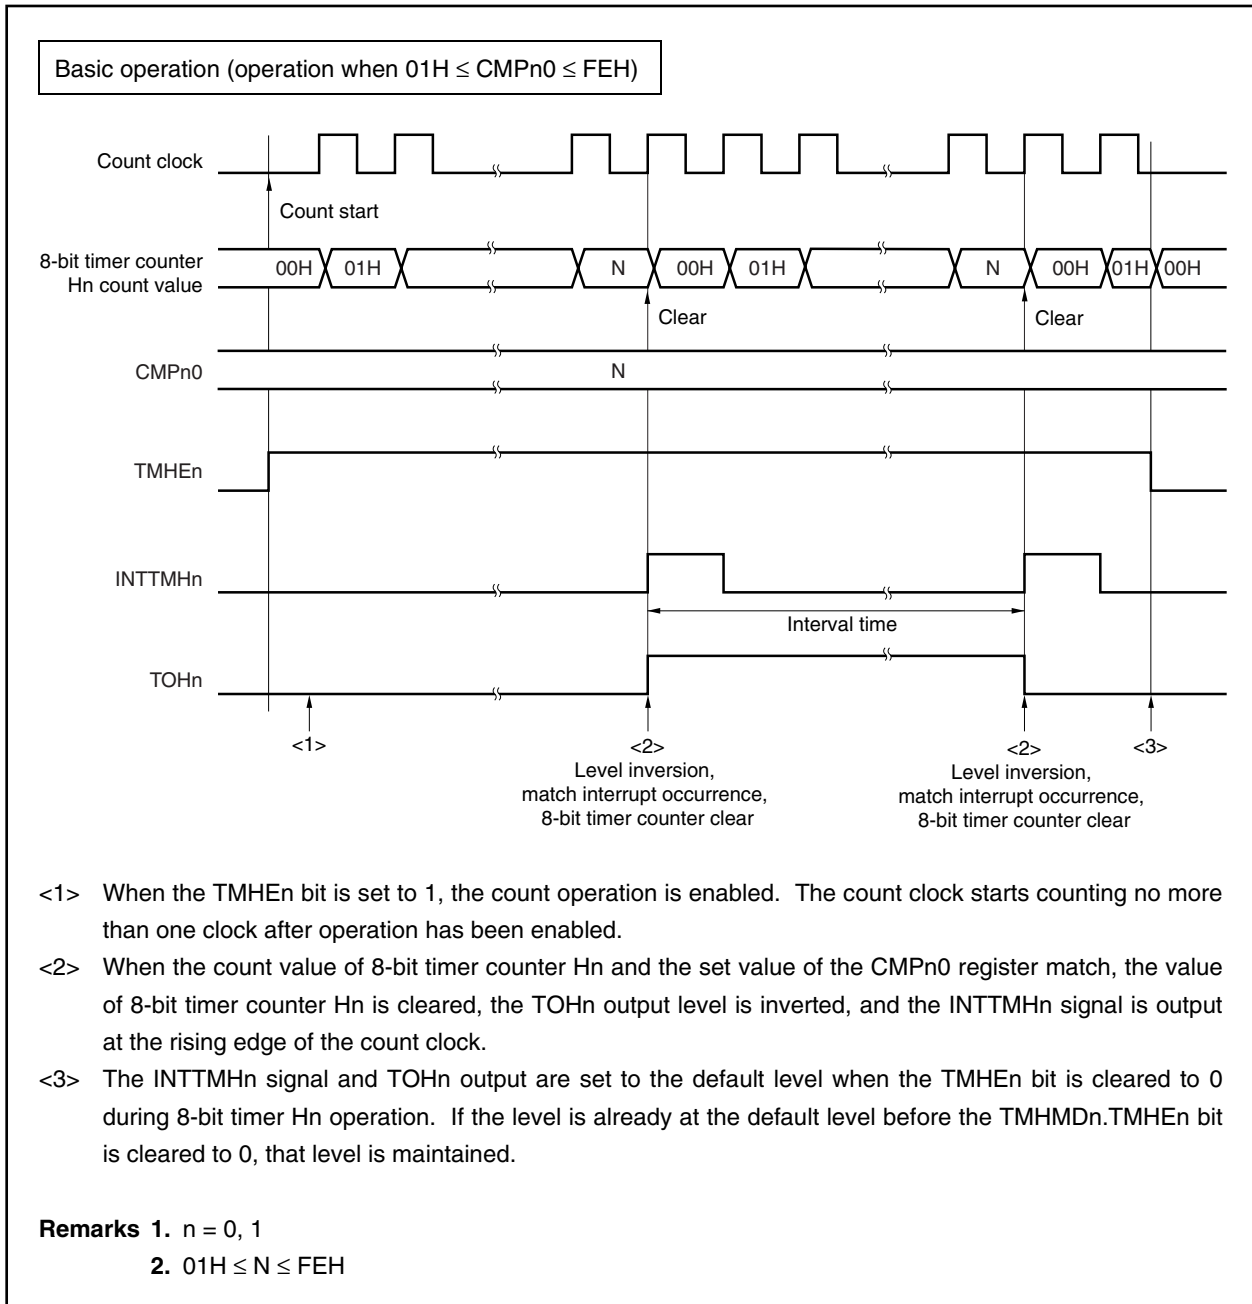 Basic operation (operation when 01H ≤ CMPn0 ≤ FEH)
Count clock
Count start
8-bit timer counter
Hn count value
00H 01H N 00H 01H N 00H 01H 00H
Clear Clear
CMPn0 N
TMHEn
INTTMHn
Interval time
TOHn
<1> <2> <2> <3>
Level inversion, Level inversion,
match interrupt occurrence, match interrupt occurrence,
8-bit timer counter clear 8-bit timer counter clear
<1> When the TMHEn bit is set to 1, the count operation is enabled. The count clock starts counting no more
than one clock after operation has been enabled.
<2> When the count value of 8-bit timer counter Hn and the set value of the CMPn0 register match, the value
of 8-bit timer counter Hn is cleared, the TOHn output level is inverted, and the INTTMHn signal is output
at the rising edge of the count clock.
<3> The INTTMHn signal and TOHn output are set to the default level when the TMHEn bit is cleared to 0
during 8-bit timer Hn operation. If the level is already at the default level before the TMHMDn.TMHEn bit
is cleared to 0, that level is maintained.
Remarks 1. n = 0, 1
2. 01H ≤ N ≤ FEH